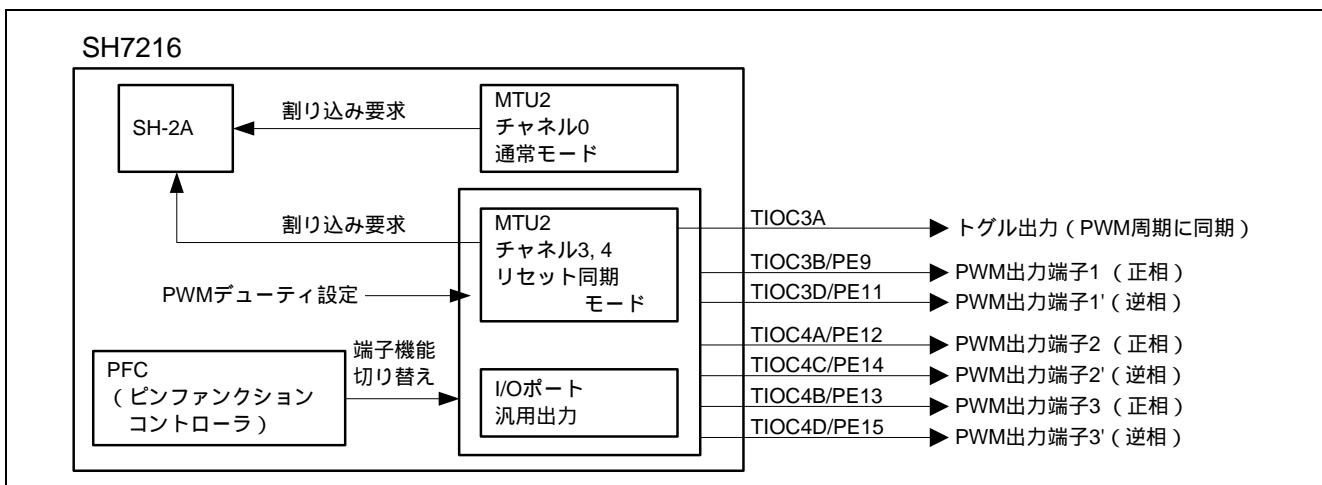 SH7216
SH-2A
割り込み要求
MTU2
チャネル0
通常モード
割り込み要求
MTU2
チャネル3, 4
リセット同期
モード
PWMデューティ設定
PFC
（ピンファンクション
コントローラ）
端子機能
切り替え
I/Oポート
汎用出力
TIOC3A
トグル出力（PWM周期に同期）
TIOC3B/PE9
PWM出力端子1 （正相）
TIOC3D/PE11
PWM出力端子1'（逆相）
TIOC4A/PE12
PWM出力端子2 （正相）
TIOC4C/PE14
PWM出力端子2'（逆相）
TIOC4B/PE13
PWM出力端子3 （正相）
TIOC4D/PE15
PWM出力端子3'（逆相）